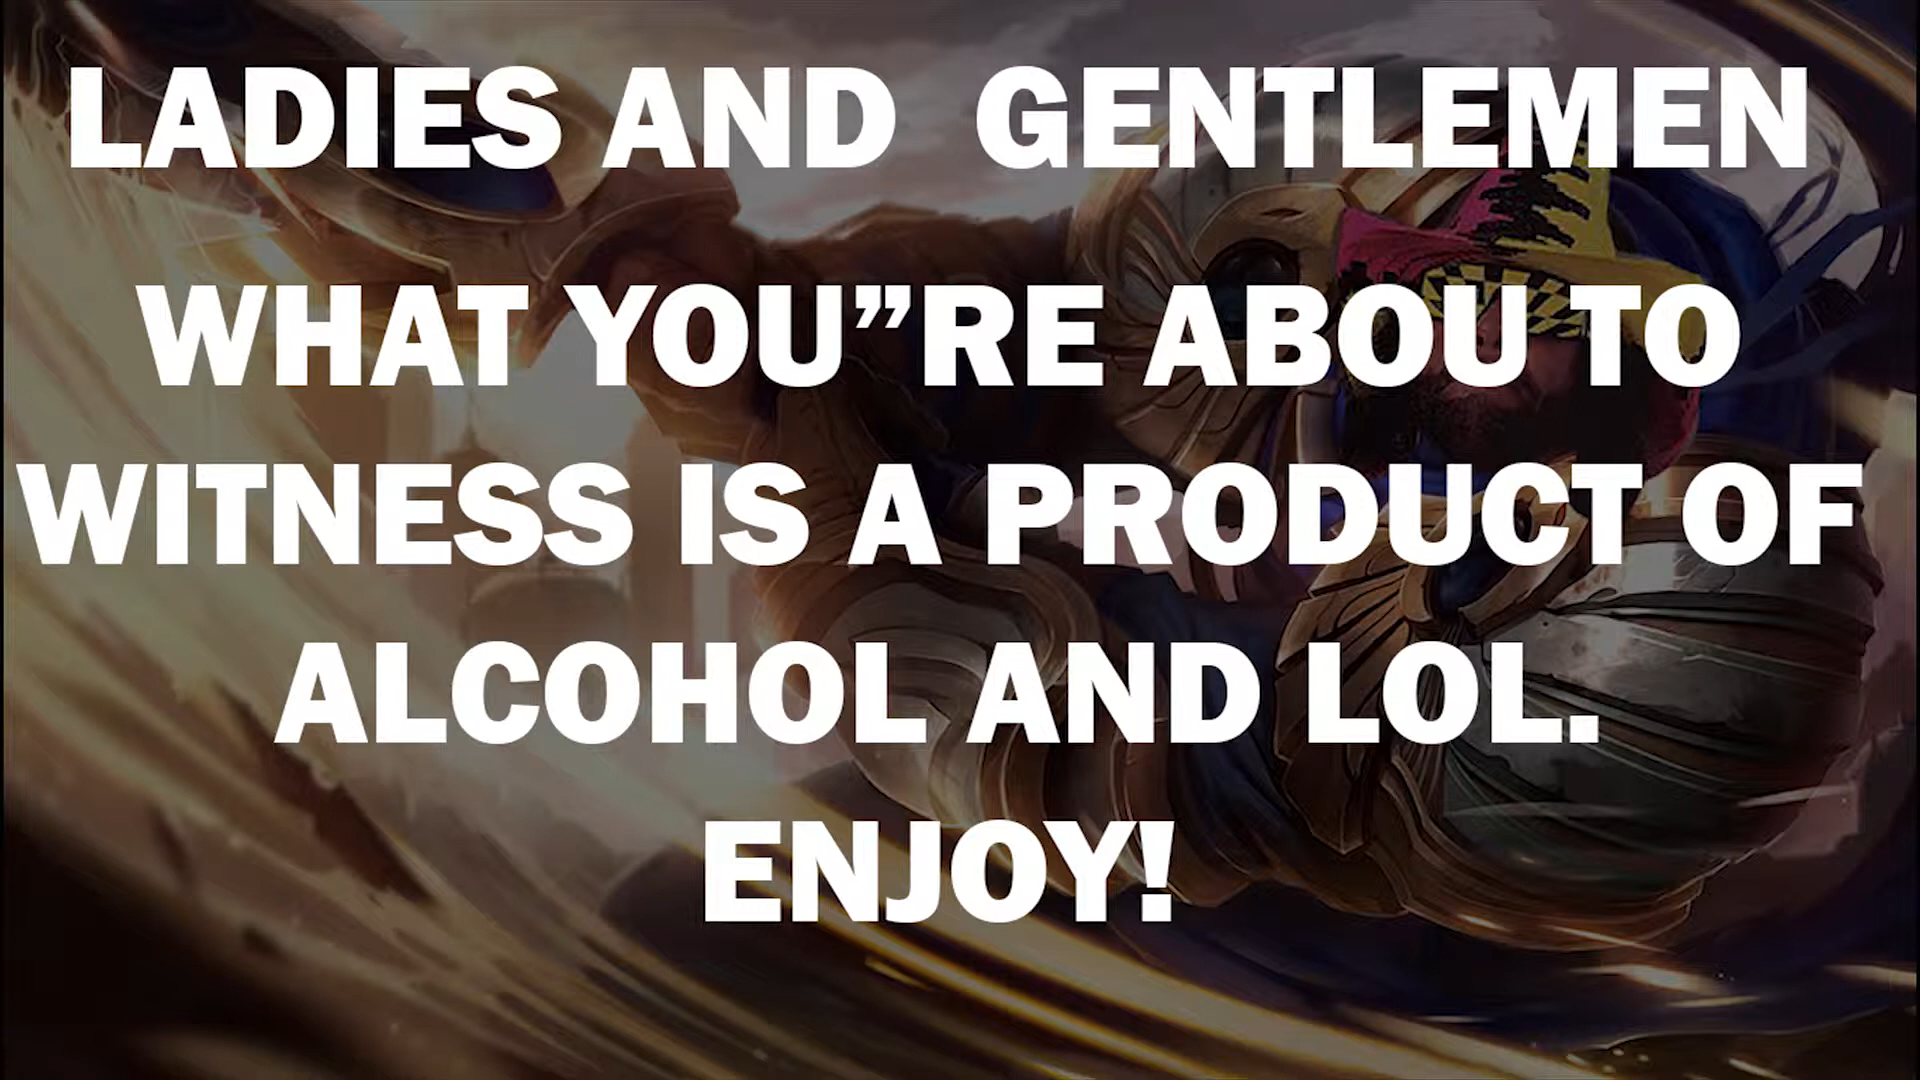 LADIES AND  GENTLEMEN
WHAT YOU”RE ABOU TO
WITNESS IS A PRODUCT OF
ALCOHOL AND LOL.
ENJOY!